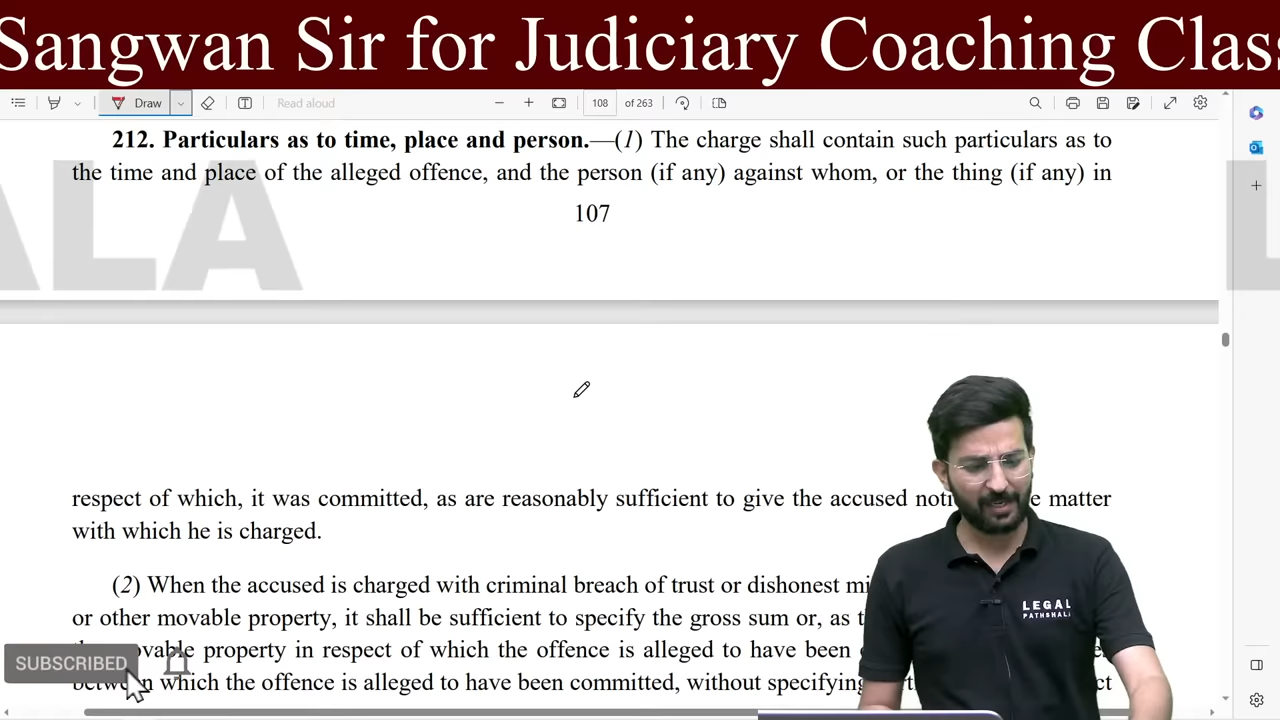 Sangwan Sir for Judiciary Coaching Clas
Draw
Read aloud
108 of 263
212. Particulars as to time, place and person.—(1) The charge shall contain such particulars as to
the time and place of the alleged offence, and the person (if any) against whom, or the thing (if any) in
107
ALA
L
respect of which, it was committed, as are reasonably sufficient to give the accused matter
with which he is charged.
(2) When the accused is charged with criminal breach of trust or dishonest
or other movable property, it shall be sufficient to specify the gross sum or, as
property in respect of which the offence is alleged to have been
between which the offence is alleged to have been committed, without
LEGAL
PATHSHALA
SUBSCRIBED